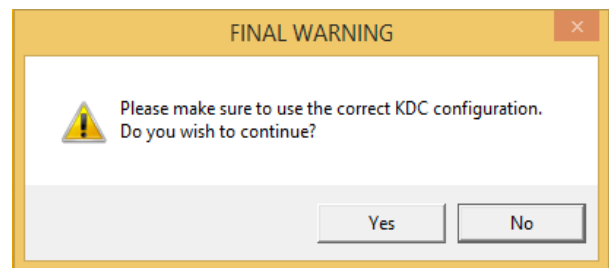 FINAL WARNING
Please make sure to use the correct KDC configuration.
Do you wish to continue?
Yes No